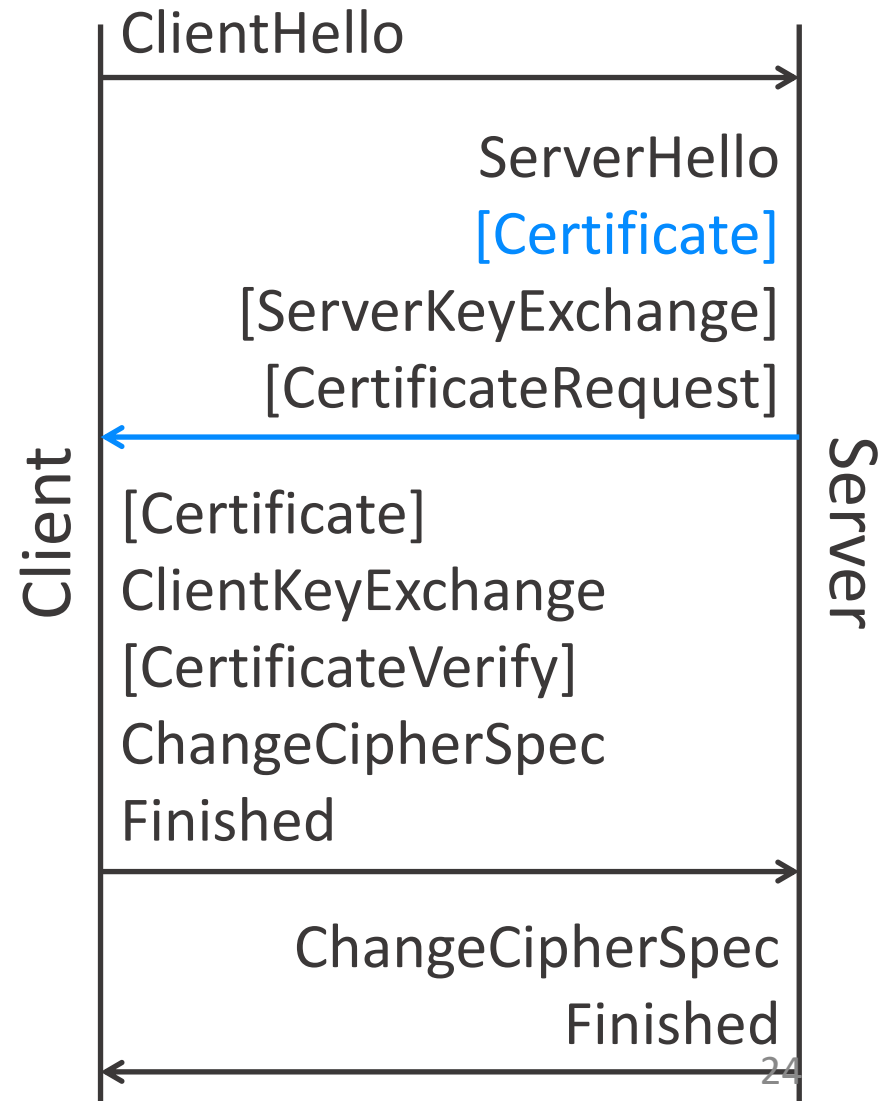 ClientHello
ServerHello
[Certificate]
[ServerKeyExchange]
[CertificateRequest]
Client
Server
[Certificate]
ClientKeyExchange
[CertificateVerify]
ChangeCipherSpec
Finished
ChangeCipherSpec
Finished
24